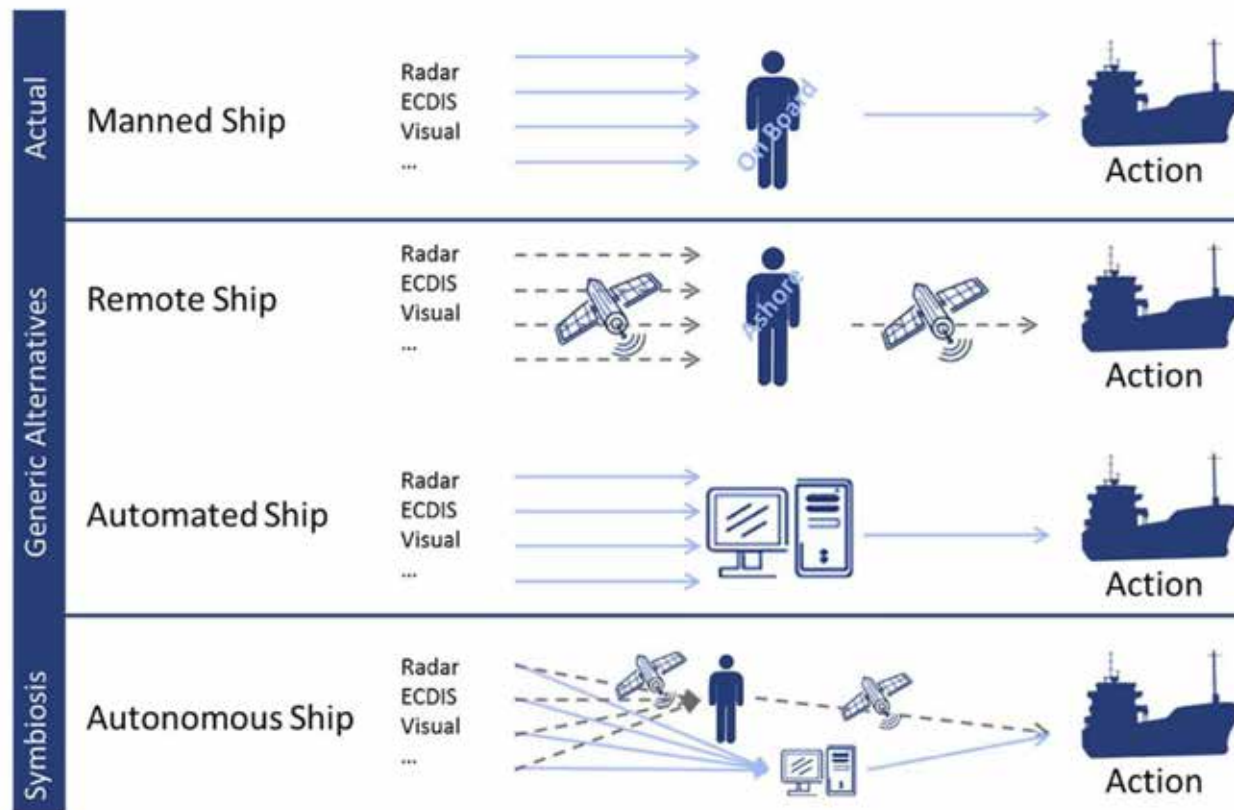 Actual
Manned Ship
Radar
ECDIS
Visual
...
On Board
Action
Generic Alternatives
Remote Ship
Radar
ECDIS
Visual
...
Ashore
Action
Automated Ship
Radar
ECDIS
Visual
...
Action
Symbiosis
Autonomous Ship
Radar
ECDIS
Visual
...
Action